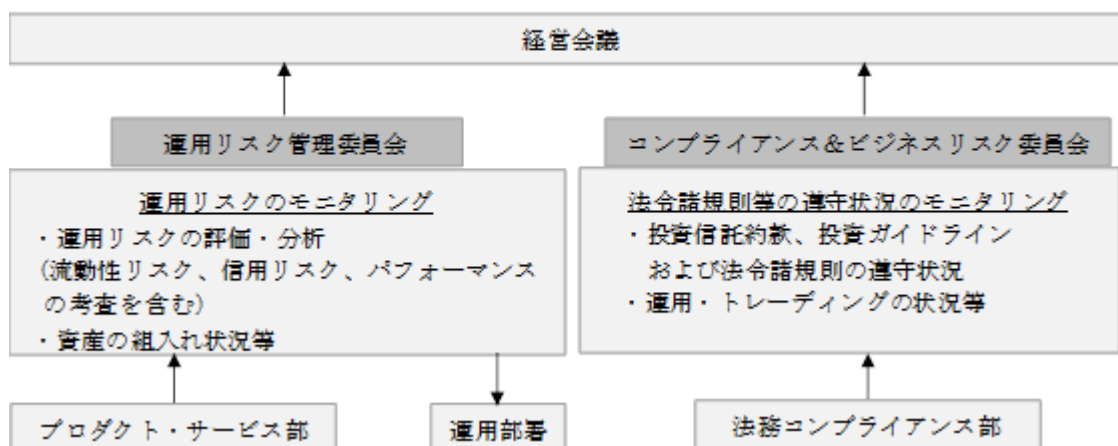 経営会議
運用リスク管理委員会
運用リスクのモニタリング
・運用リスクの評価・分析
(流動性リスク、信用リスク、パフォーマンス
の考査を含む)
・資産の組入れ状況等
コンプライアンス＆ビジネスリスク委員会
法令諸規則等の遵守状況のモニタリング
・投資信託約款、投資ガイドライン
および法令諸規則の遵守状況
・運用・トレーディングの状況等
プロダクト・サービス部
運用部署
法務コンプライアンス部